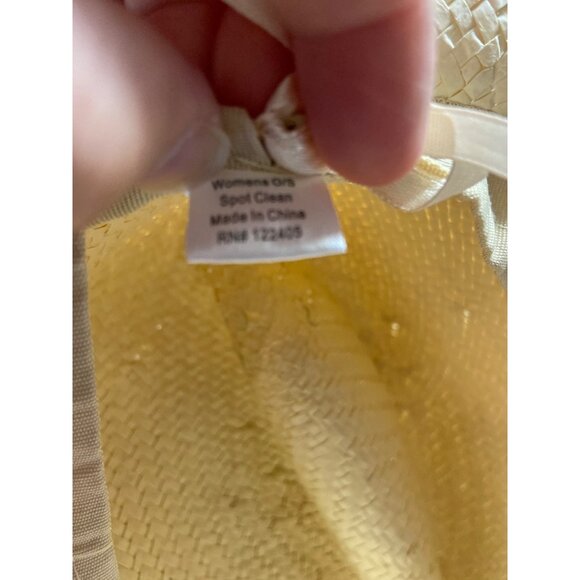 Womens O/S
Spot Clean
Made In China
RN# 122405